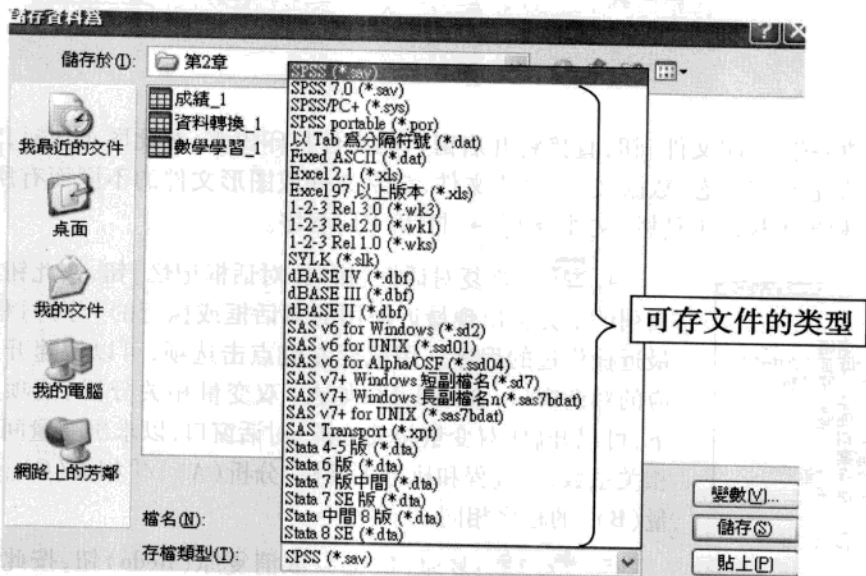 儲存資料爲
儲存於(I):
第2章
我最近的文件
桌面
我的文件
我的電腦
網路上的芳鄰
成績_1
資料轉換_1
數學學習_1
SPSS (*.sav)
SPSS 7.0 (*.sav)
SPSS/PC+ (*.sys)
SPSS portable (*.por)
以 Tab 爲分隔符號 (*.dat)
Fixed ASCII (*.dat)
Excel 2.1 (*.xls)
Excel 97 以上版本 (*.xls)
1-2-3 Rel 3.0 (*.wk3)
1-2-3 Rel 2.0 (*.wk1)
1-2-3 Rel 1.0 (*.wks)
SYLK (*.slk)
dBASE IV (*.dbf)
dBASE III (*.dbf)
dBASE II (*.dbf)
SAS v6 for Windows (*.sd2)
SAS v6 for UNIX (*.ssd01)
SAS v6 for Alpha/OSF (*.ssd04)
SAS v7+ Windows 短副檔名(*.sd7)
SAS v7+ Windows 長副檔名n(*.sas7bdat)
SAS v7+ for UNIX (*.sas7bdat)
SAS Transport (*.xpt)
Stata 4-5 版 (*.dta)
Stata 6 版 (*.dta)
Stata 7 版中間 (*.dta)
Stata 7 SE 版 (*.dta)
Stata 中間 8 版 (*.dta)
Stata 8 SE (*.dta)
可存文件的类型
檔名(N):
存檔類型(T):
SPSS (*.sav)
變數(V)...
儲存(S)
貼上(P)